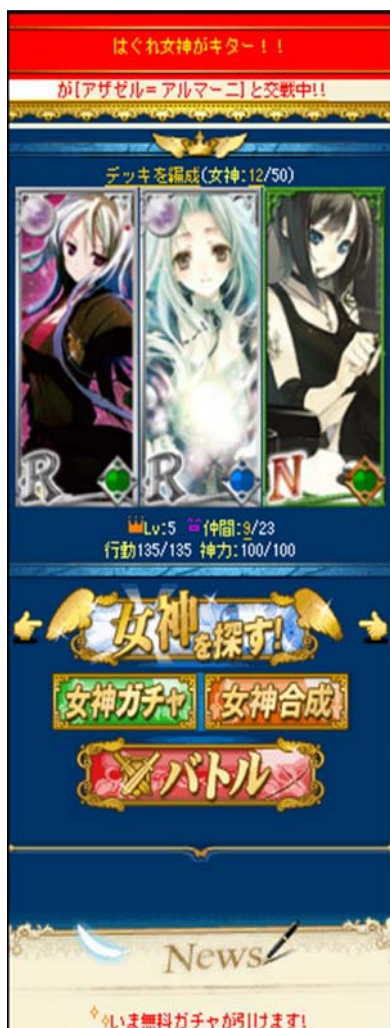 はぐれ女神がキター！！
が[アザゼル=アルマーニ]と交戦中!!
デッキを編成(女神:12/50)
R R N
Lv:5 仲間:9/23
行動135/135 神力:100/100
女神を探す!
女神ガチャ 女神合成
バトル
News
いま無料ガチャが引けます!